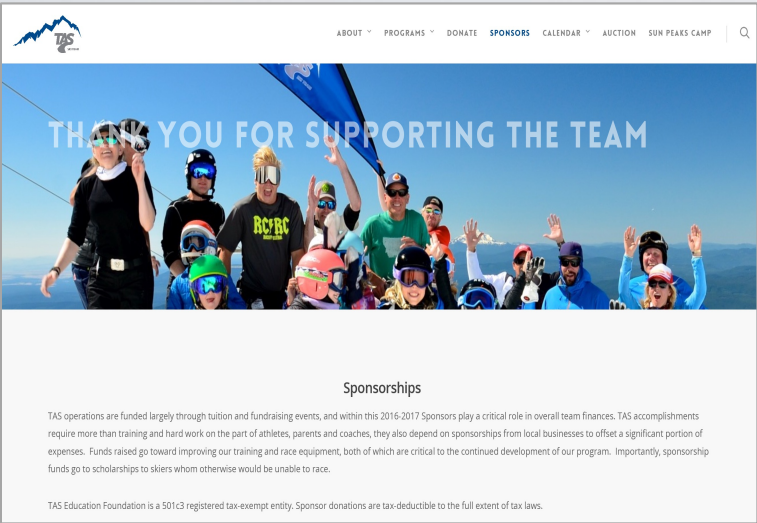 TAS
ABOUT PROGRAMS DONATE SPONSORS CALENDAR AUCTION SUN PEAKS CAMP
THANK YOU FOR SUPPORTING THE TEAM
RCRC
Sponsorships
TAS operations are funded largely through tuition and fundraising events, and within this 2016-2017 Sponsors play a critical role in overall team finances. TAS accomplishments
require more than training and hard work on the part of athletes, parents and coaches, they also depend on sponsorships from local businesses to offset a significant portion of
expenses. Funds raised go toward improving our training and race equipment, both of which are critical to the continued development of our program. Importantly, sponsorship
funds go to scholarships to skiers whom otherwise would be unable to race.
TAS Education Foundation is a 501c3 registered tax-exempt entity. Sponsor donations are tax-deductible to the full extent of tax laws.